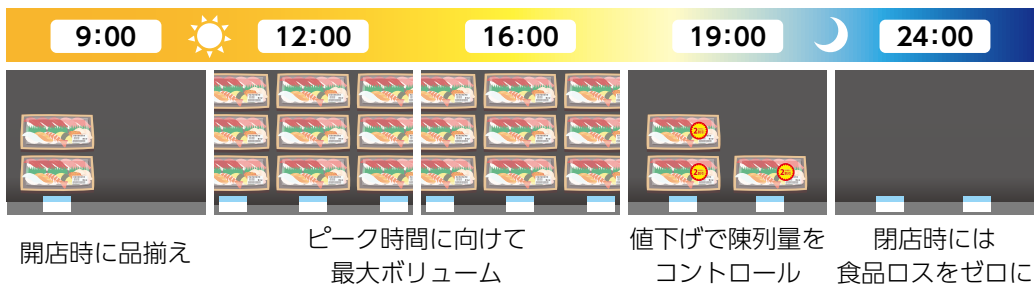 9:00
12:00
16:00
19:00
24:00
開店時に品揃え
ピーク時間に向けて
最大ボリューム
値下げで陳列量を
コントロール
閉店時には
食品ロスをゼロに